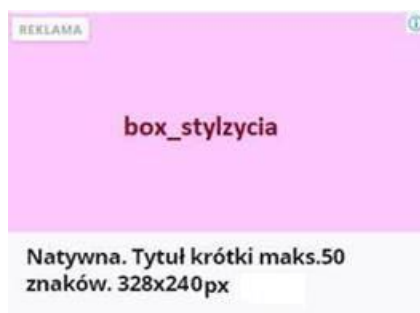 REKLAMA
box_stylzycia
Natywna. Tytuł krótki maks.50
znaków. 328x240px